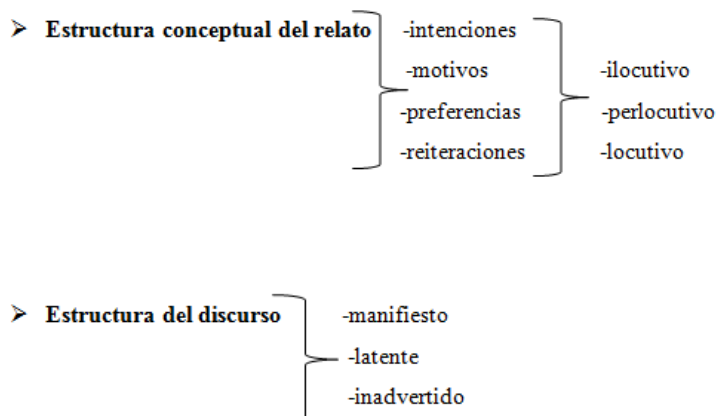 ➢ Estructura conceptual del relato -intenciones
-motivos -ilocutivo
-preferencias -perlocutivo
-reiteraciones -locutivo
➢ Estructura del discurso -manifiesto
-latente
-inadvertido